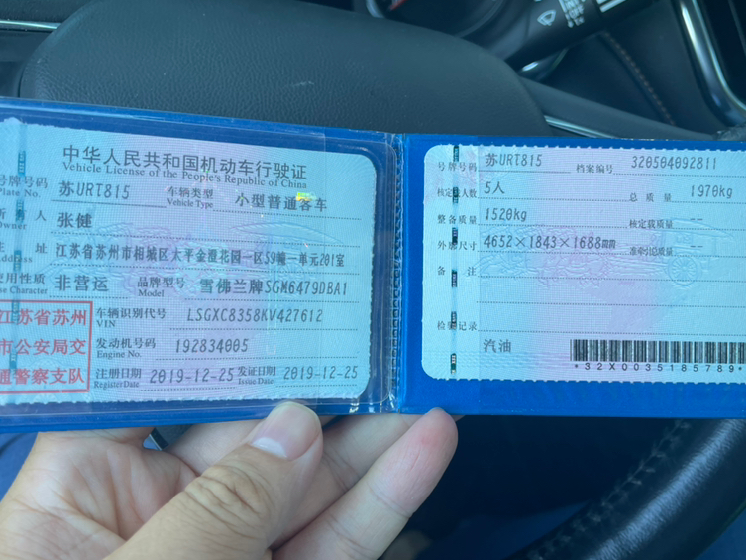 中华人民共和国机动车行驶证
Vehicle License of the People's Republic of China
号牌号码 苏URT815 车辆类型 小型普通客车
Plate No. Vehicle Type
所有人 张健
Owner
住址 江苏省苏州市相城区太平金澄花园一区59幢一单元201室
Address
使用性质 非营运 品牌型号 雪佛兰牌SGM6479DBA1
Use Character Model
江苏省苏州
市公安局交
通警察支队
车辆识别代号 LSGXC8358KV427612
VIN
发动机号码 192834005
Engine No.
注册日期 2019-12-25 发证日期 2019-12-25
Register Date Issue Date
号牌号码 苏URT815 档案编号 320504092811
核定载人数 5人 总质量 1970kg
整备质量 1520kg 核定载质量 --
外廓尺寸 4652×1843×1688mm 准牵引总质量 --
备注
检验记录
汽油
*32X0035185789*